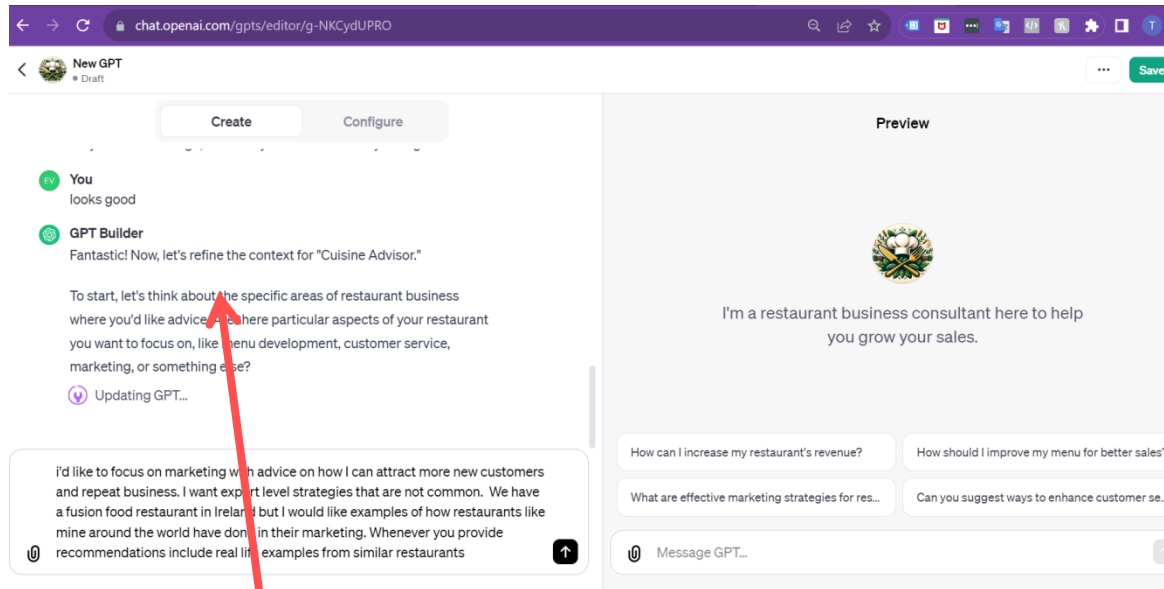 chat.openai.com/gpts/editor/g-NKCydUPRO
T
New GPT
Draft
...
Save
Create
Configure
EV
You
looks good
GPT Builder
Fantastic! Now, let's refine the context for "Cuisine Advisor."
To start, let's think about the specific areas of restaurant business
where you'd like advice. there particular aspects of your restaurant
you want to focus on, like menu development, customer service,
marketing, or something else?
Updating GPT...
i'd like to focus on marketing with advice on how I can attract more new customers
and repeat business. I want expert level strategies that are not common. We have
a fusion food restaurant in Ireland but I would like examples of how restaurants like
mine around the world have done in their marketing. Whenever you provide
recommendations include real life examples from similar restaurants
Preview
I'm a restaurant business consultant here to help
you grow your sales.
How can I increase my restaurant's revenue?
How should I improve my menu for better sales?
What are effective marketing strategies for res...
Can you suggest ways to enhance customer se..
Message GPT...